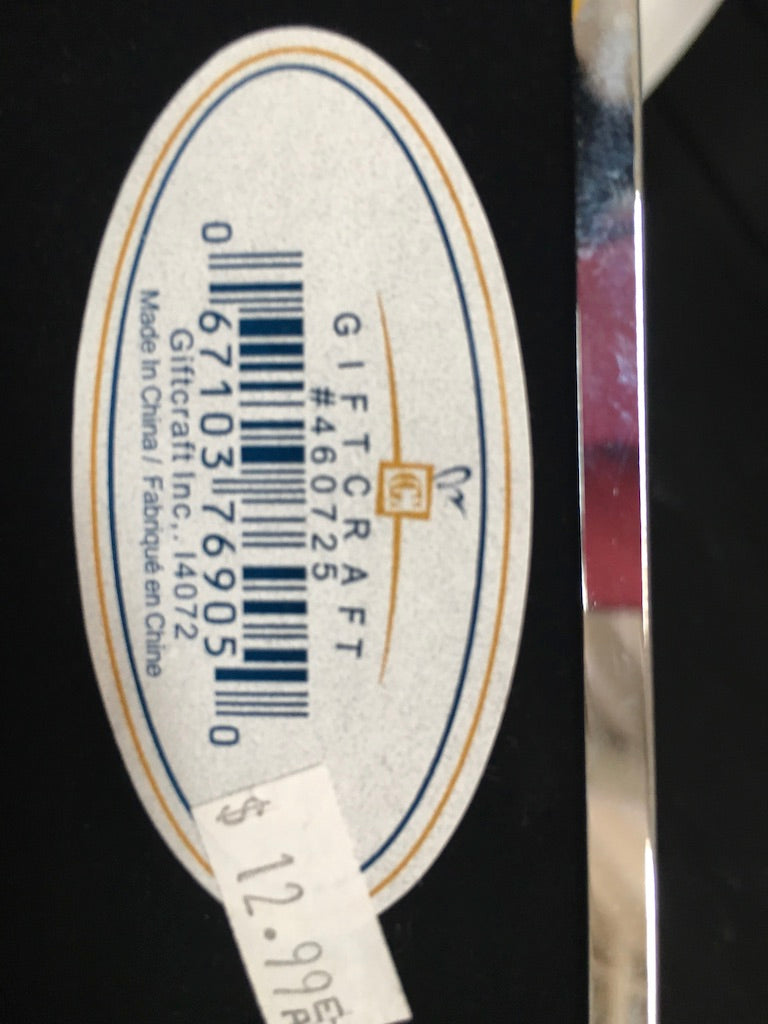 GIFTCRAFT
#460725
0 67103 76905 0
Giftcraft Inc,. 14072
Made In China / Fabriqué en Chine
$ 12.99